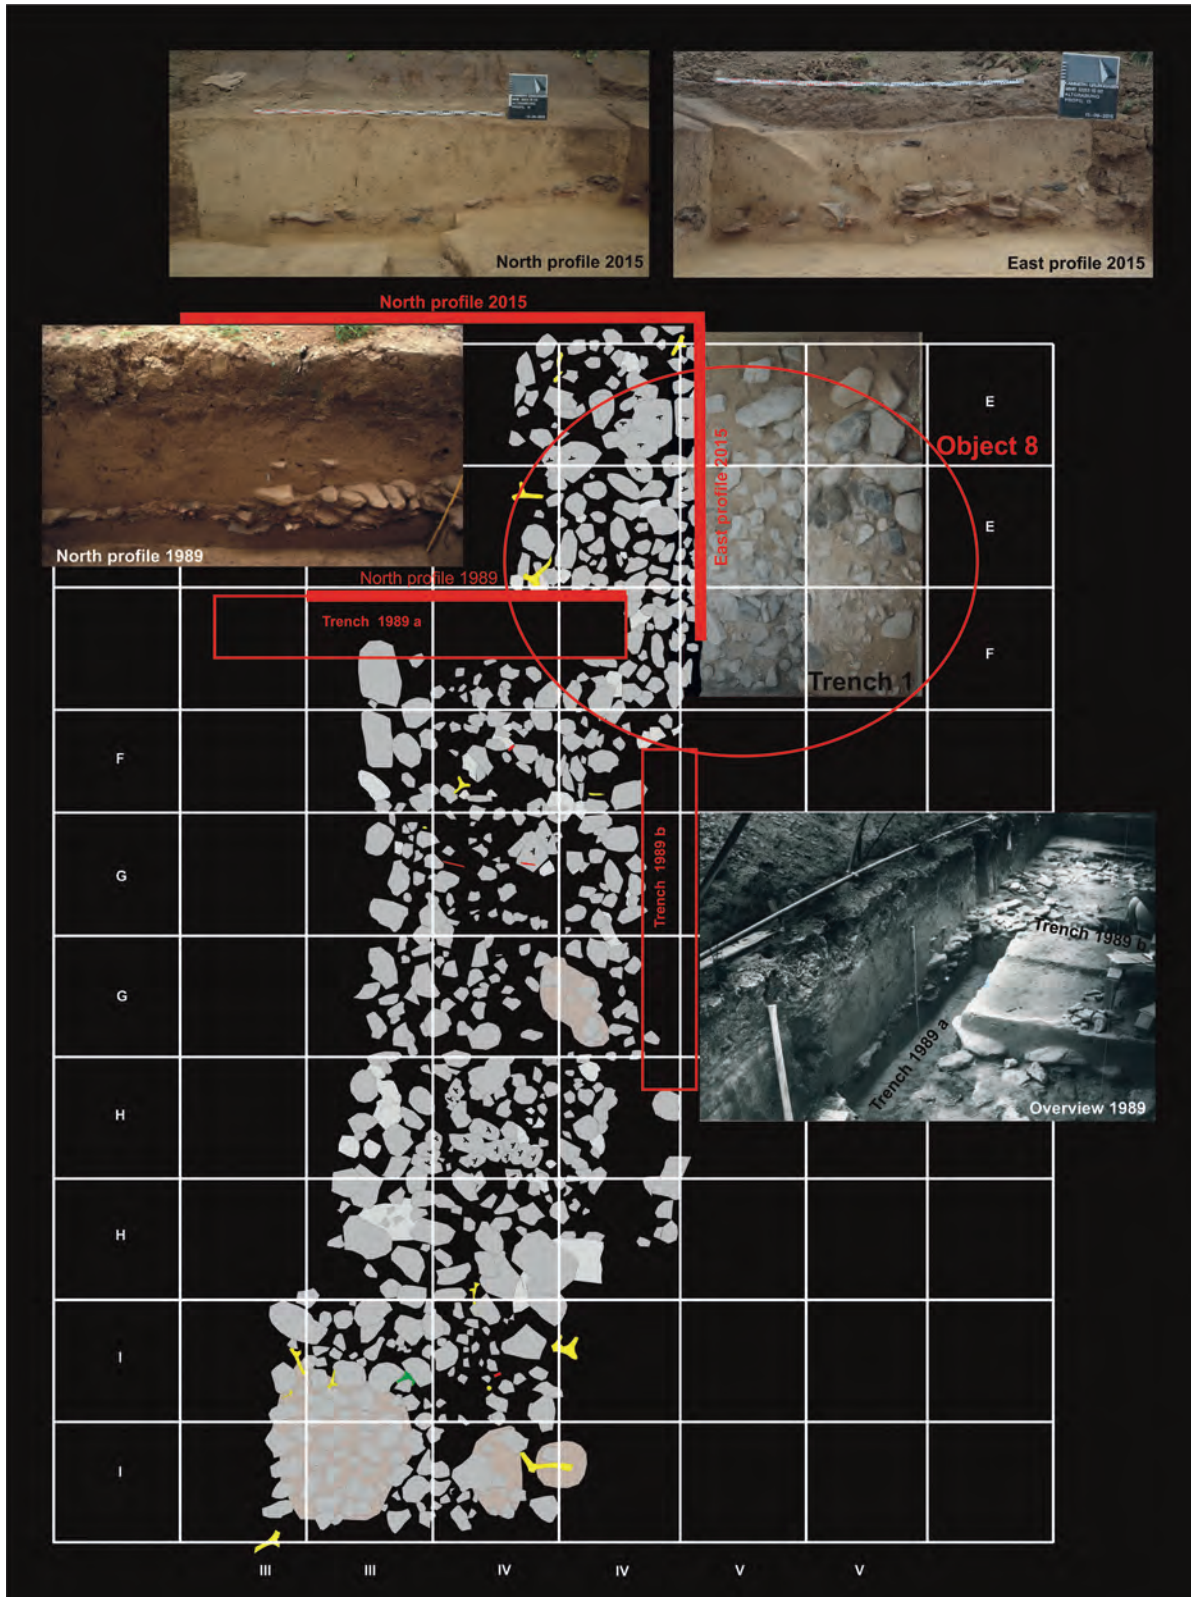 North profile 2015
East profile 2015
North profile 2015
North profile 1989
East profile 2015
E
Object 8
E
North profile 1989
Trench 1989 a
F
Trench 1
F
G
Trench 1989 b
Trench 1989 b
Trench 1989 a
Overview 1989
G
H
H
I
I
III
III
IV
IV
V
V